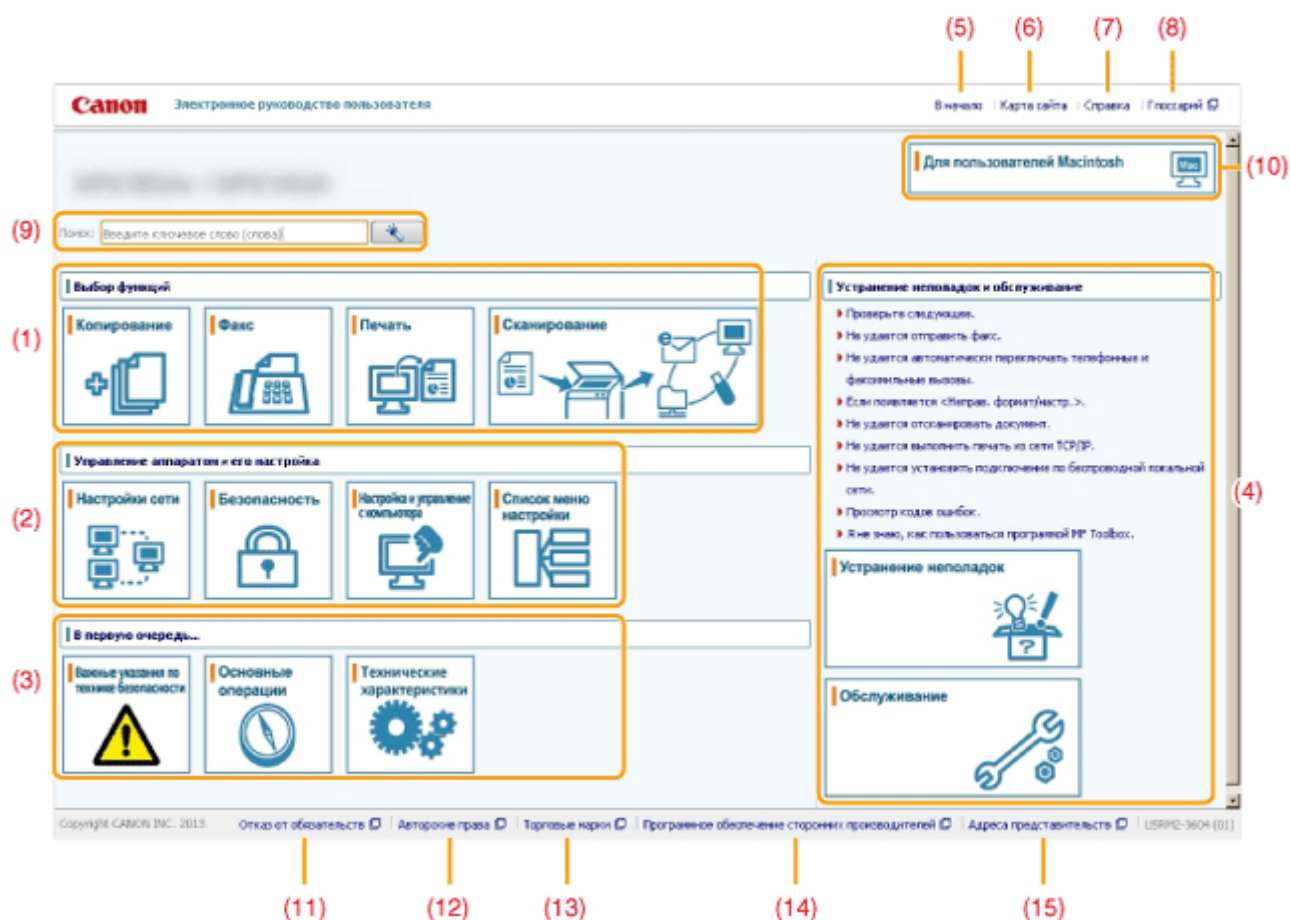 (5) (6) (7) (8)
Canon Электронное руководство пользователя
В начало Карта сайта Справка Глоссарий
Для пользователей Macintosh Mac
(10)
(9)
Поиск: Введите ключевое слово (слова)
(1)
Выбор функций
Копирование Факс Печать Сканирование
(2)
Управление аппаратом и его настройка
Настройки сети
Безопасность
Настройка и управление
с компьютера
Список меню
настройки
(3)
В первую очередь...
Важные указания по
технике безопасности
Основные
операции
Технические
характеристики
(4)
Устранение неполадок и обслуживание
Проверьте следующее.
Не удается отправить факс.
Не удается автоматически переключать телефонные и
факсимильные вызовы.
Если появляется <Неправ. формат/настр.>.
Не удается отсканировать документ.
Не удается выполнить печать из сети TCP/IP.
Не удается установить подключение по беспроводной локальной
сети.
Просмотр кодов ошибок.
Я не знаю, как пользоваться программой MF Toolbox.
Устранение неполадок
?
Обслуживание
Copyright CANON INC. 2013 Отказ от обязательств Авторские права Торговые марки Программное обеспечение сторонних производителей Адреса представительств USRM2-3604 (01)
(11) (12) (13) (14) (15)